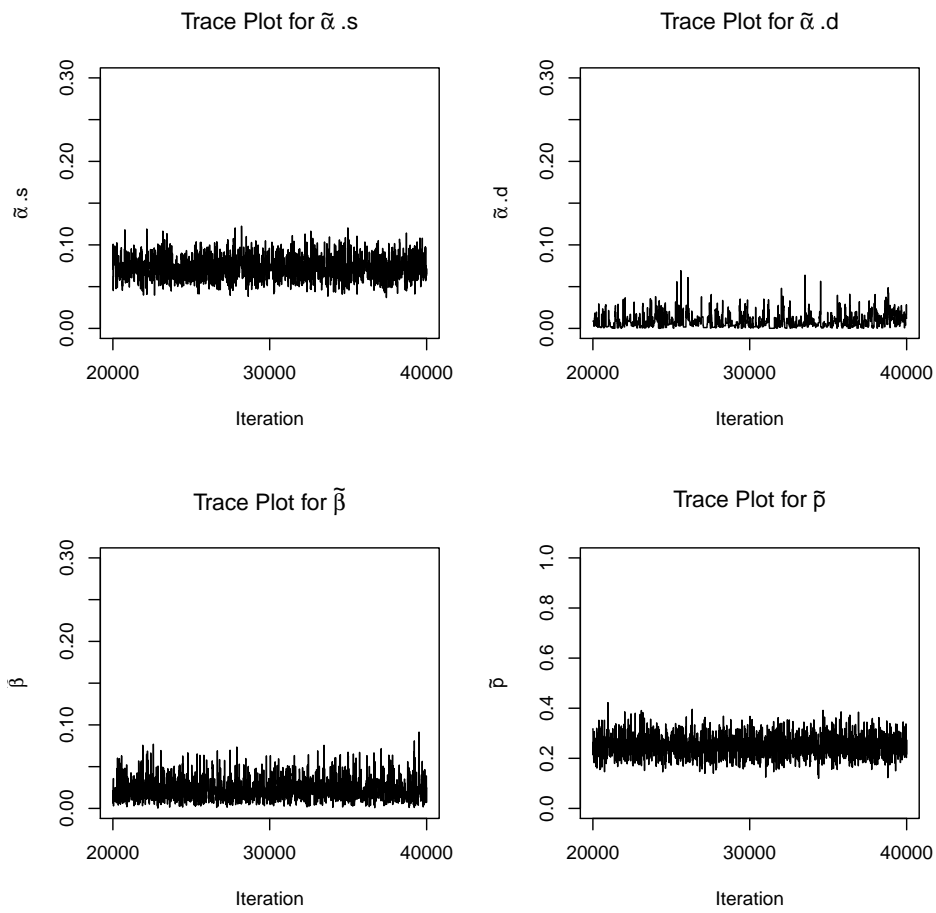 Trace Plot for α̃ .s
α̃ .s
0.00 0.10 0.20 0.30
20000 30000 40000
Iteration
Trace Plot for α̃ .d
α̃ .d
0.00 0.10 0.20 0.30
20000 30000 40000
Iteration
Trace Plot for β̃
β̃
0.00 0.10 0.20 0.30
20000 30000 40000
Iteration
Trace Plot for p̃
p̃
0.0 0.2 0.4 0.6 0.8 1.0
20000 30000 40000
Iteration